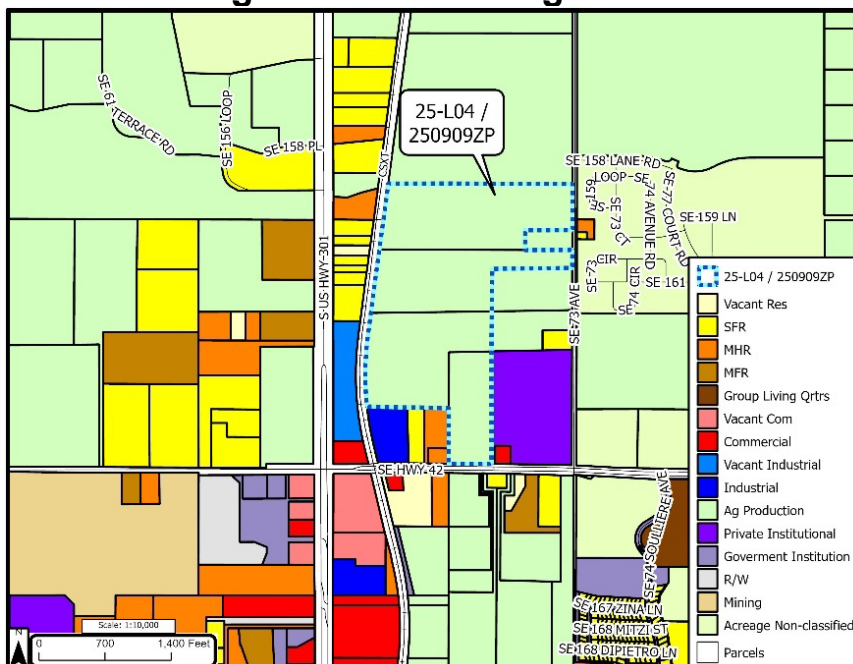 25-L04 /
250909ZP
SE 61 TERRACE RD
SE 156 LOOP
SE 158 PL
CSXT
S US HWY 301
SE 158 LANE RD
LOOP
SE 74 AVENUE RD
SE 77 COURT RD
SE 159 LN
SE 73 CT
CIR
SE 161
SE 73
SE 74 CIR
SE 73 AVE
SE HWY 42
SE 74 SOULLIERE AVE
SE 167 ZINA LN
SE 168 MITZI ST
SE 168 DIPIETRO LN
25-L04 / 250909ZP
Vacant Res
SFR
MHR
MFR
Group Living Qrtrs
Vacant Com
Commercial
Vacant Industrial
Industrial
Ag Production
Private Institutional
Goverment Institution
R/W
Mining
Acreage Non-classified
Parcels
N
Scale: 1:10,000
0 700 1,400 Feet